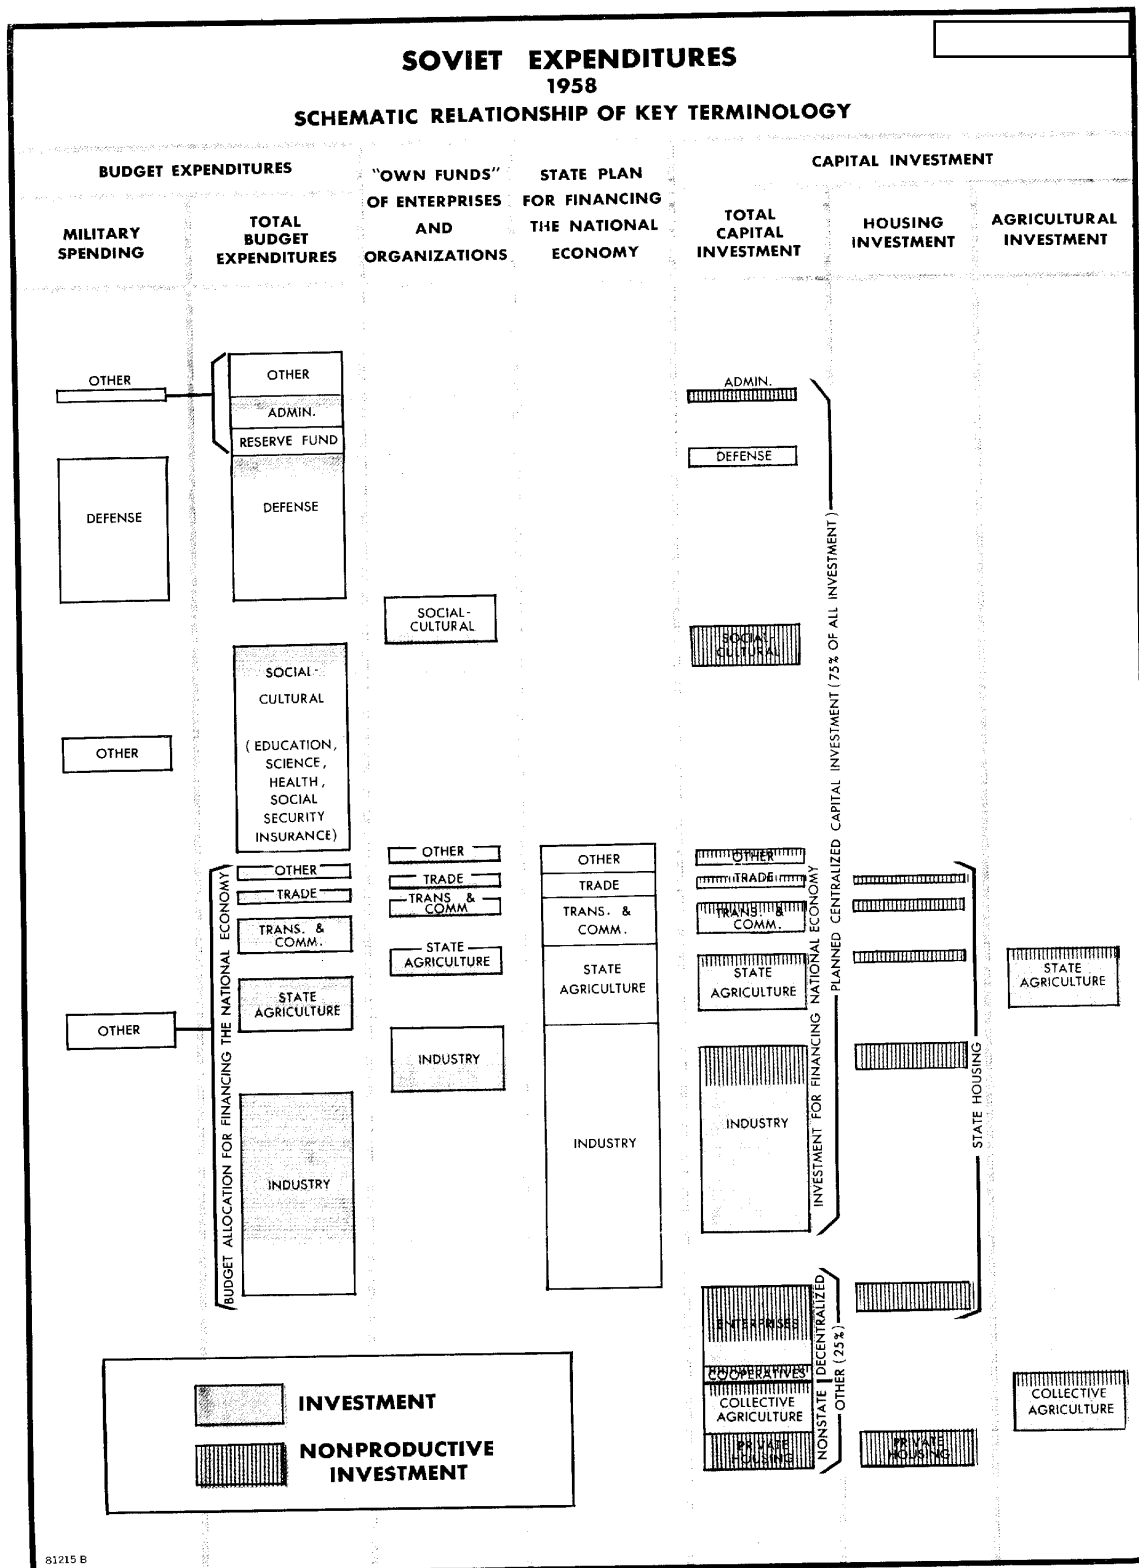 SOVIET EXPENDITURES
1958
SCHEMATIC RELATIONSHIP OF KEY TERMINOLOGY
BUDGET EXPENDITURES
MILITARY
SPENDING
TOTAL
BUDGET
EXPENDITURES
"OWN FUNDS"
OF ENTERPRISES
AND
ORGANIZATIONS
STATE PLAN
FOR FINANCING
THE NATIONAL
ECONOMY
CAPITAL INVESTMENT
TOTAL
CAPITAL
INVESTMENT
HOUSING
INVESTMENT
AGRICULTURAL
INVESTMENT
OTHER
DEFENSE
OTHER
OTHER
OTHER
ADMIN.
RESERVE FUND
DEFENSE
SOCIAL-
CULTURAL
(EDUCATION,
SCIENCE,
HEALTH,
SOCIAL
SECURITY
INSURANCE)
BUDGET ALLOCATION FOR FINANCING THE NATIONAL ECONOMY
OTHER
TRADE
TRANS. &
COMM.
STATE
AGRICULTURE
INDUSTRY
SOCIAL-
CULTURAL
OTHER
TRADE
TRANS. &
COMM.
STATE
AGRICULTURE
INDUSTRY
OTHER
TRADE
TRANS. &
COMM.
STATE
AGRICULTURE
INDUSTRY
ADMIN.
DEFENSE
SOCIAL-
CULTURAL
OTHER
TRADE
TRANS. &
COMM.
STATE
AGRICULTURE
INDUSTRY
INVESTMENT FOR FINANCING NATIONAL ECONOMY
PLANNED CENTRALIZED CAPITAL INVESTMENT (75% OF ALL INVESTMENT)
ENTERPRISES
COOPERATIVES
COLLECTIVE
AGRICULTURE
PRIVATE
HOUSING
NONSTATE DECENTRALIZED
OTHER (25%)
STATE HOUSING
PRIVATE
HOUSING
STATE
AGRICULTURE
COLLECTIVE
AGRICULTURE
INVESTMENT
NONPRODUCTIVE
INVESTMENT
81215 B